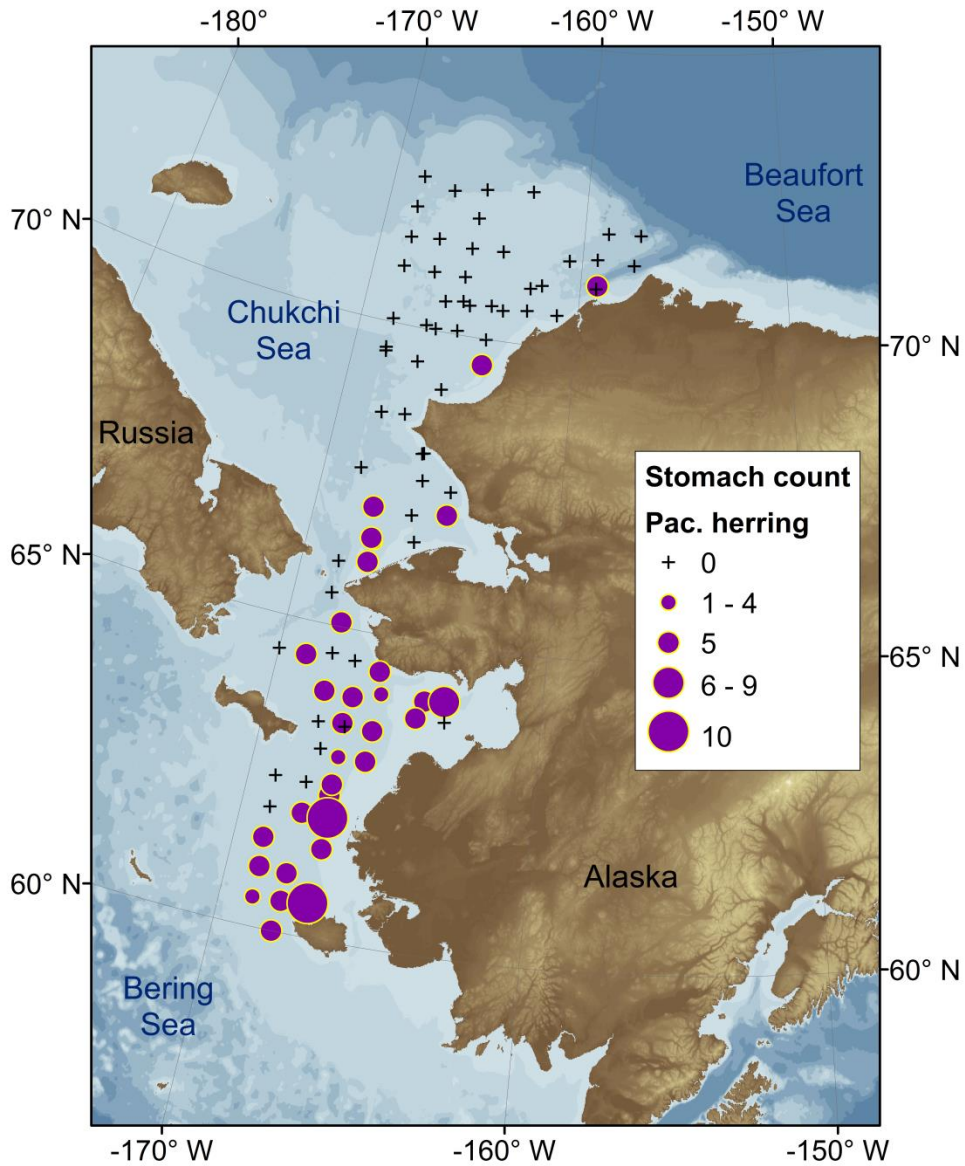 -180° W
-170° W
-160° W
-150° W
Beaufort
Sea
70° N
Chukchi
Sea
70° N
Russia
Stomach count
Pac. herring
0
1 - 4
5
6 - 9
10
65° N
65° N
Alaska
60° N
60° N
Bering
Sea
-170° W
-160° W
-150° W